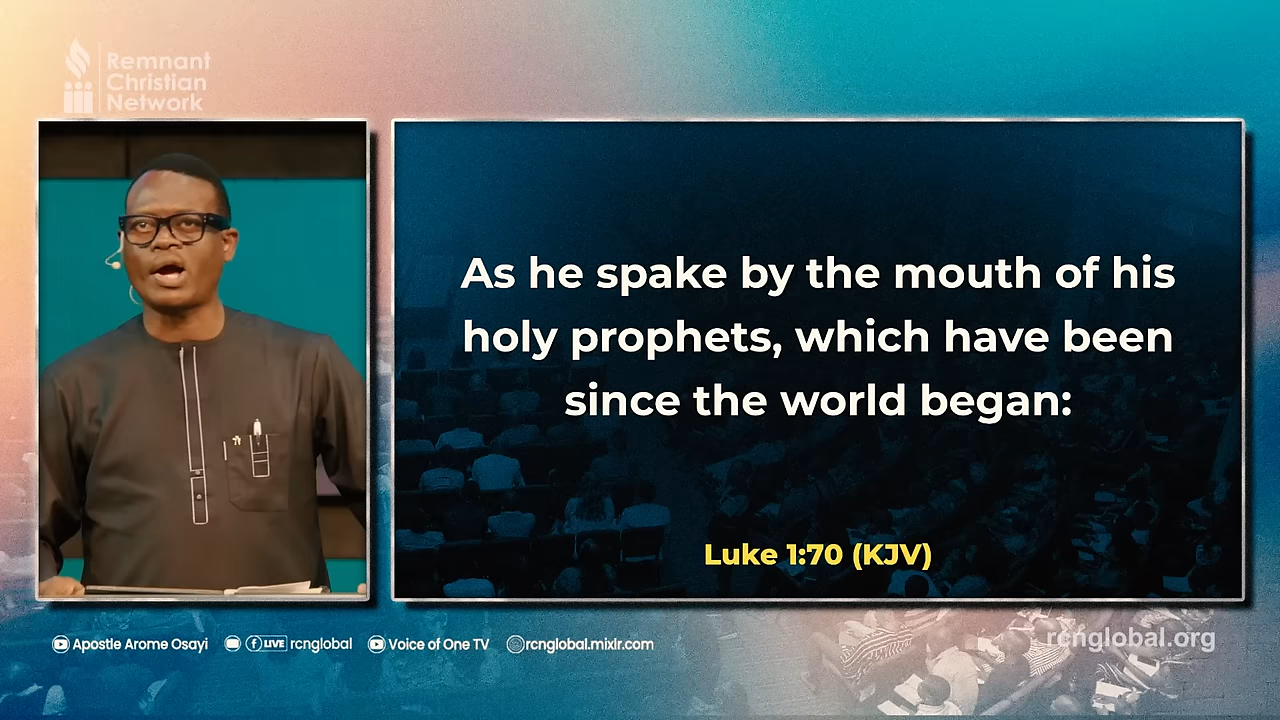 Remnant
Christian
Network
As he spake by the mouth of his
holy prophets, which have been
since the world began:
Luke 1:70 (KJV)
Apostle Arome Osayi LIVE rcnglobal Voice of One TV rcnglobal.mixlr.com
rcnglobal.org